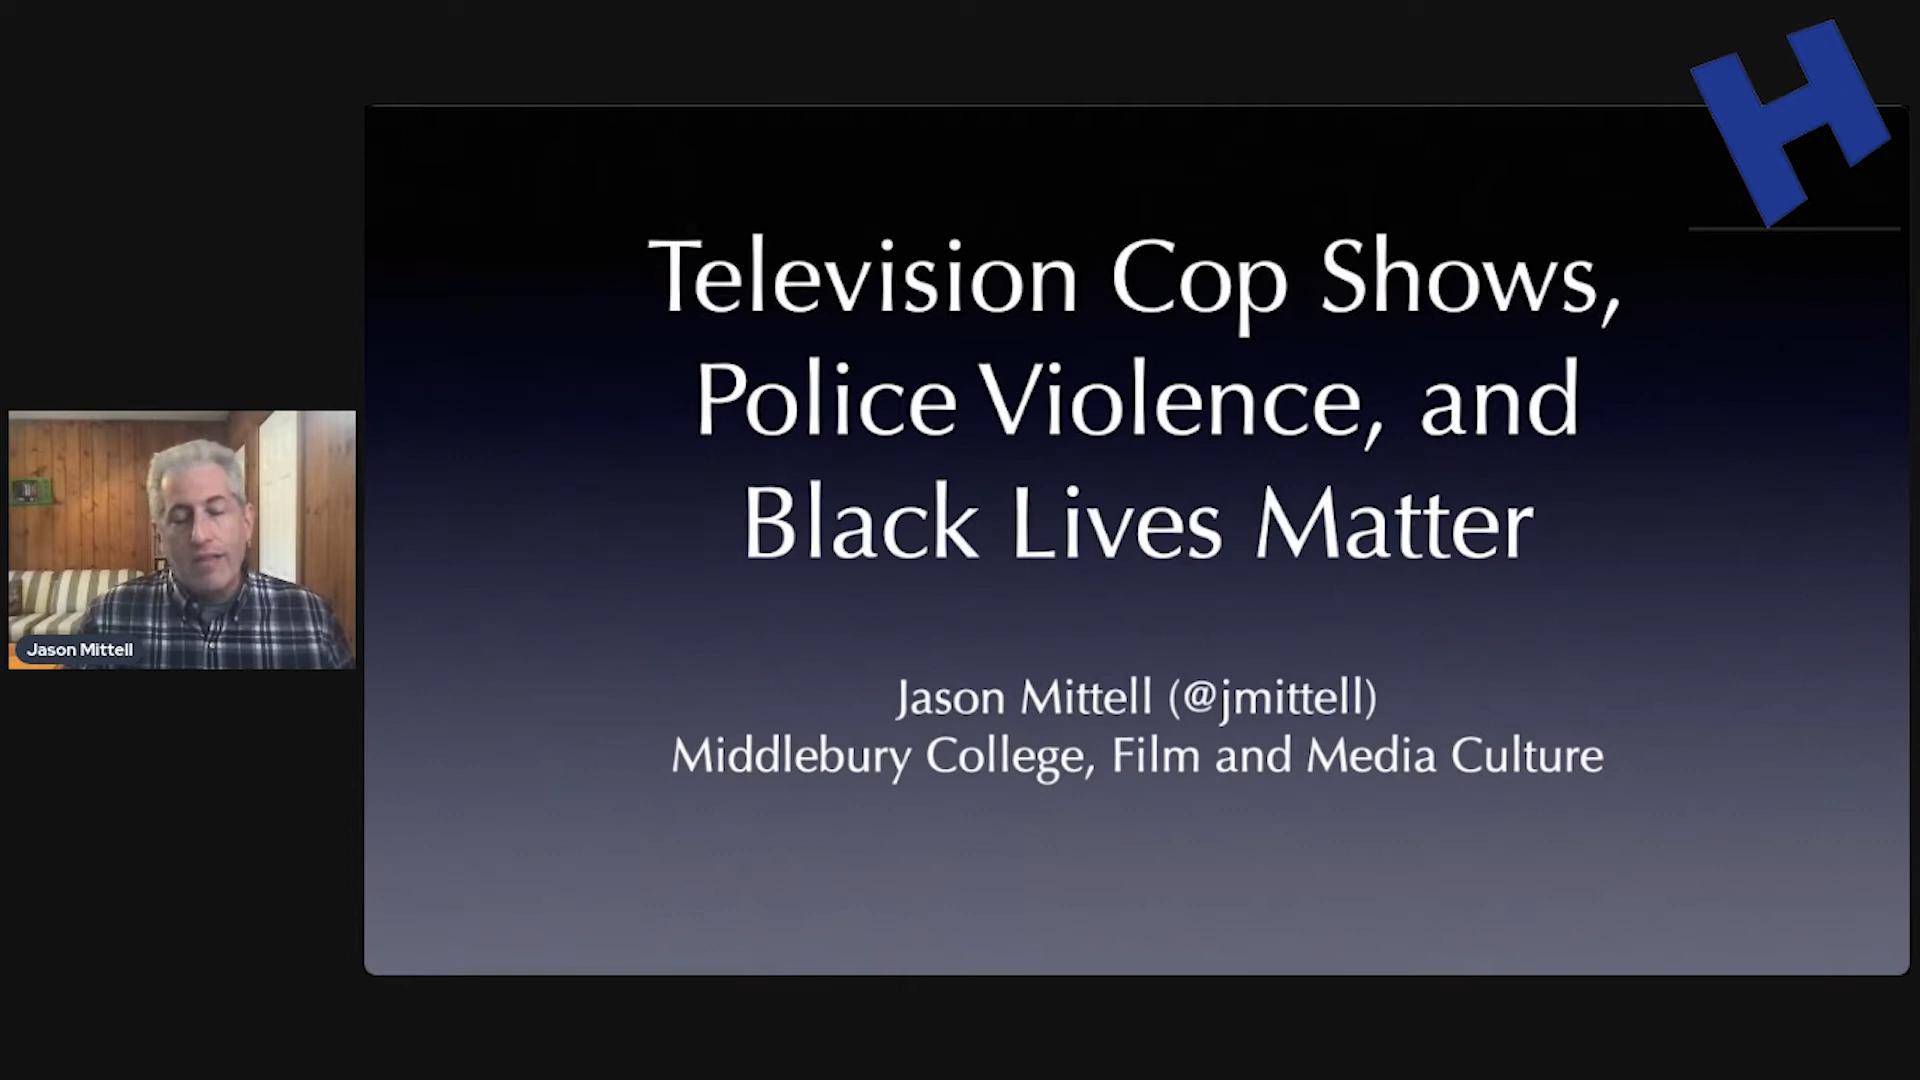 H
Television Cop Shows,
Police Violence, and
Black Lives Matter
Jason Mittell (@jmittell)
Middlebury College, Film and Media Culture
Jason Mittell